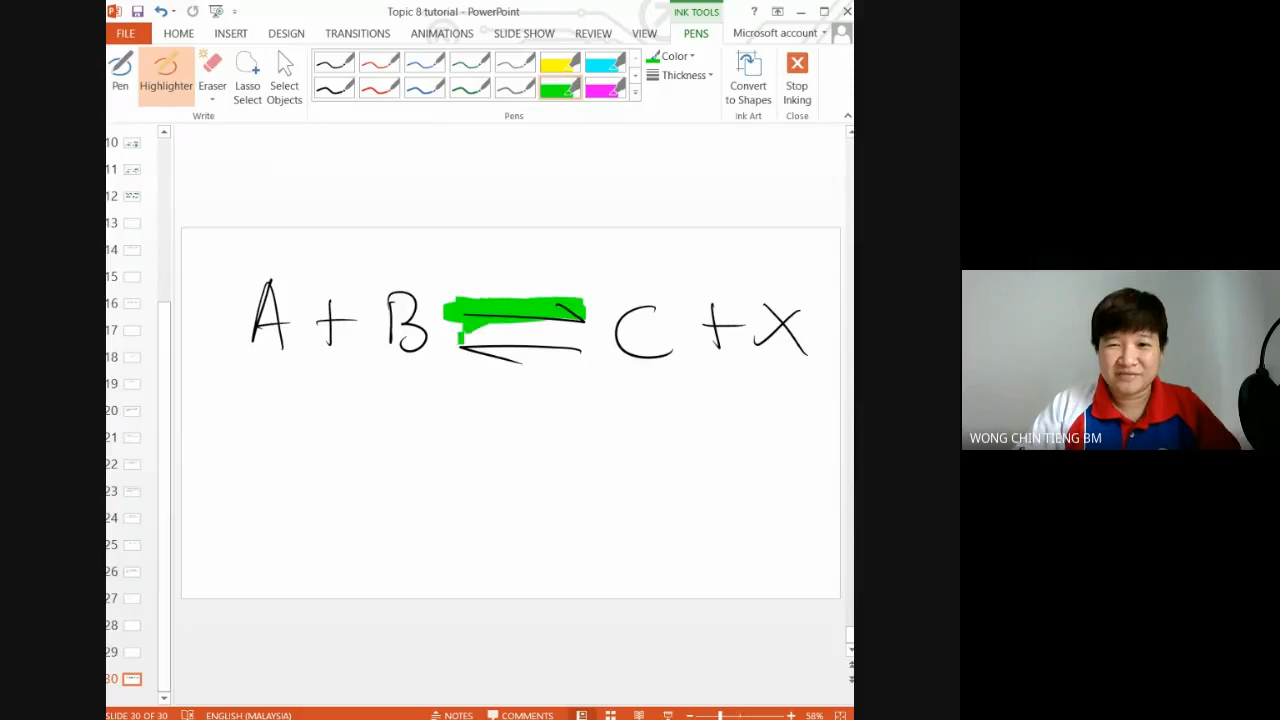 Topic 8 tutorial - PowerPoint
INK TOOLS
?
FILE HOME INSERT DESIGN TRANSITIONS ANIMATIONS SLIDE SHOW REVIEW VIEW PENS Microsoft account
Pen Highlighter Eraser Lasso Select Select Objects Color Thickness Convert to Shapes Stop Inking
Write Pens Ink Art Close
10
11
12
13
14
15
16
17
18
19
20
21
22
23
24
25
26
27
28
29
30
A + B ⇌ C + X
WONG CHIN TIENG BM
SLIDE 30 OF 30 ENGLISH (MALAYSIA) NOTES COMMENTS 58%